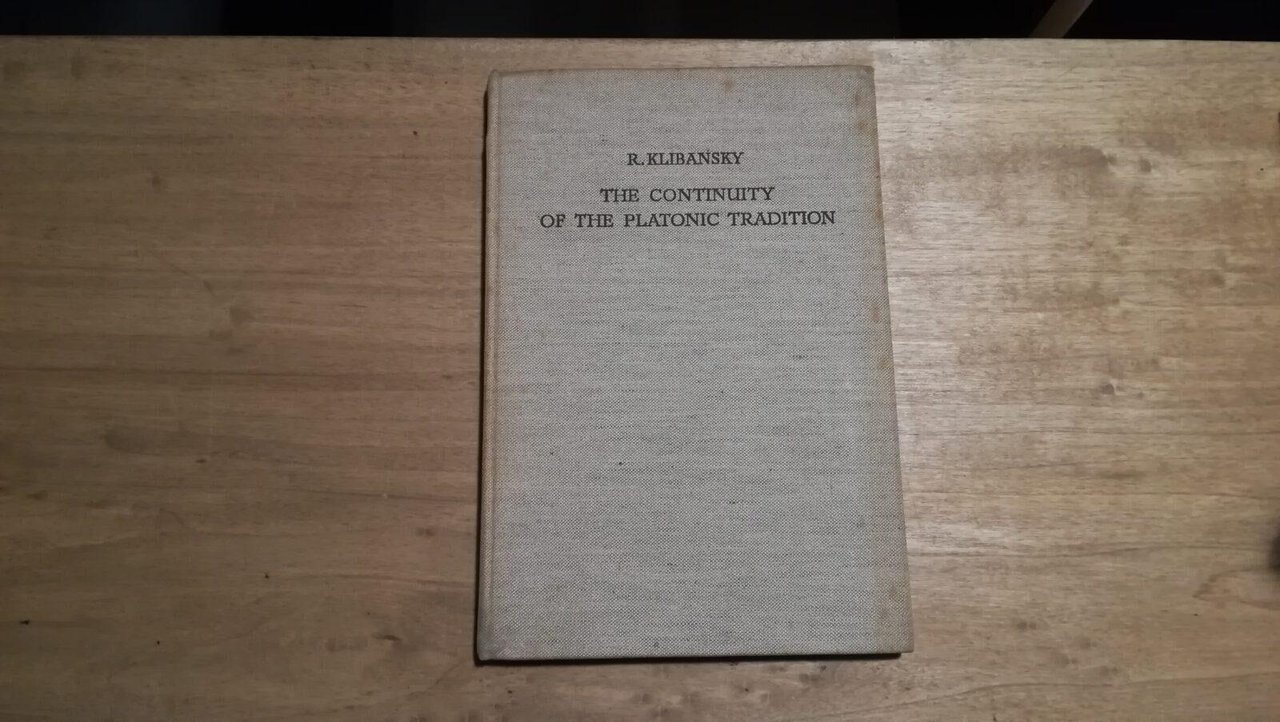 R. KLIBANSKY
THE CONTINUITY
OF THE PLATONIC TRADITION